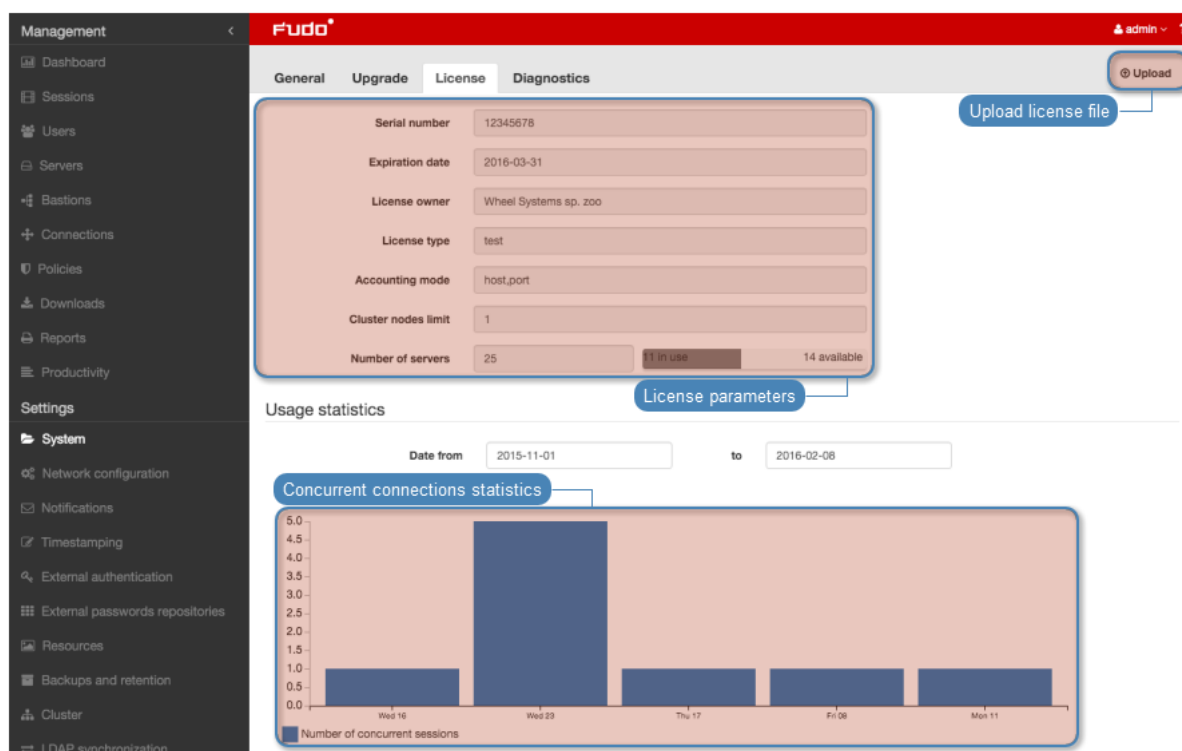 Management
Dashboard
Sessions
Users
Servers
Bastions
Connections
Policies
Downloads
Reports
Productivity
Settings
System
Network configuration
Notifications
Timestamping
External authentication
External passwords repositories
Resources
Backups and retention
Cluster
LDAP synchronization
FUDO
admin
General Upgrade License Diagnostics
Upload
Upload license file
Serial number 12345678
Expiration date 2016-03-31
License owner Wheel Systems sp. zoo
License type test
Accounting mode host,port
Cluster nodes limit 1
Number of servers 25 11 in use 14 available
License parameters
Usage statistics
Date from 2015-11-01 to 2016-02-08
Concurrent connections statistics
5.0
4.5
4.0
3.5
3.0
2.5
2.0
1.5
1.0
0.5
0.0
Wed 16 Wed 23 Thu 17 Fri 08 Mon 11
Number of concurrent sessions